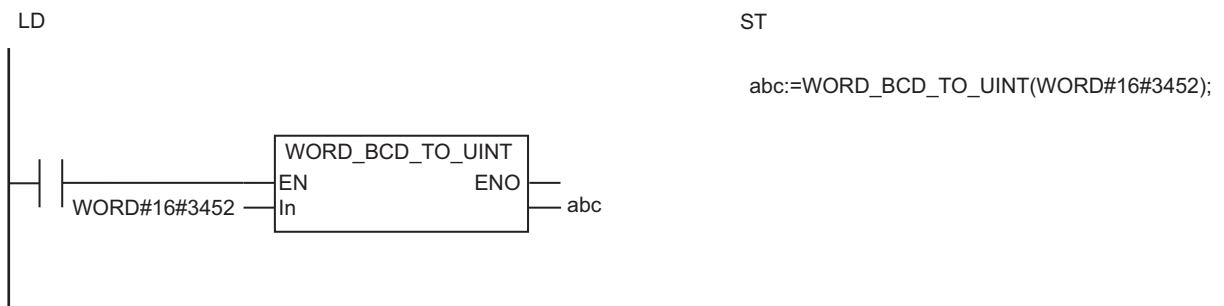 LD
ST
abc:=WORD_BCD_TO_UINT(WORD#16#3452);
WORD_BCD_TO_UINT
EN ENO
WORD#16#3452 In abc